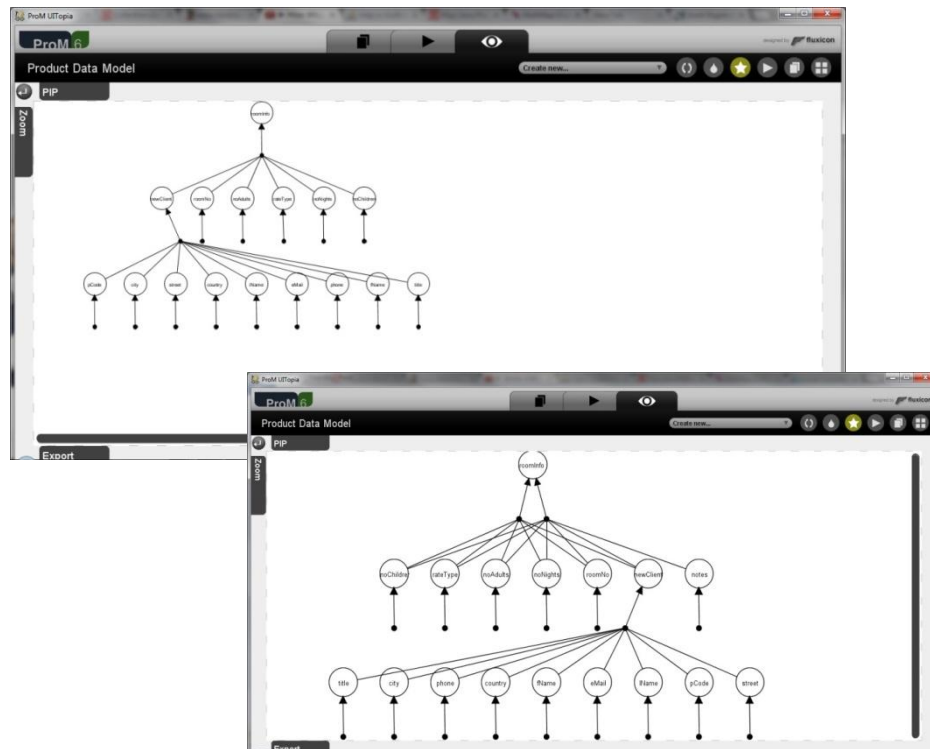 ProM UITopia
ProM 6
designed by fluxicon
Product Data Model
Create new...
PIP
Zoom
roomInfo
newClient roomNo noAdults rateType noNights noChildren
pCode city street country lName eMail phone fName title
Export
ProM UITopia
ProM 6
fluxicon
Product Data Model
Create new...
PIP
Zoom
roomInfo
noChildre rateType noAdults noNights roomNo newClient notes
title city phone country fName eMail lName pCode street
Export